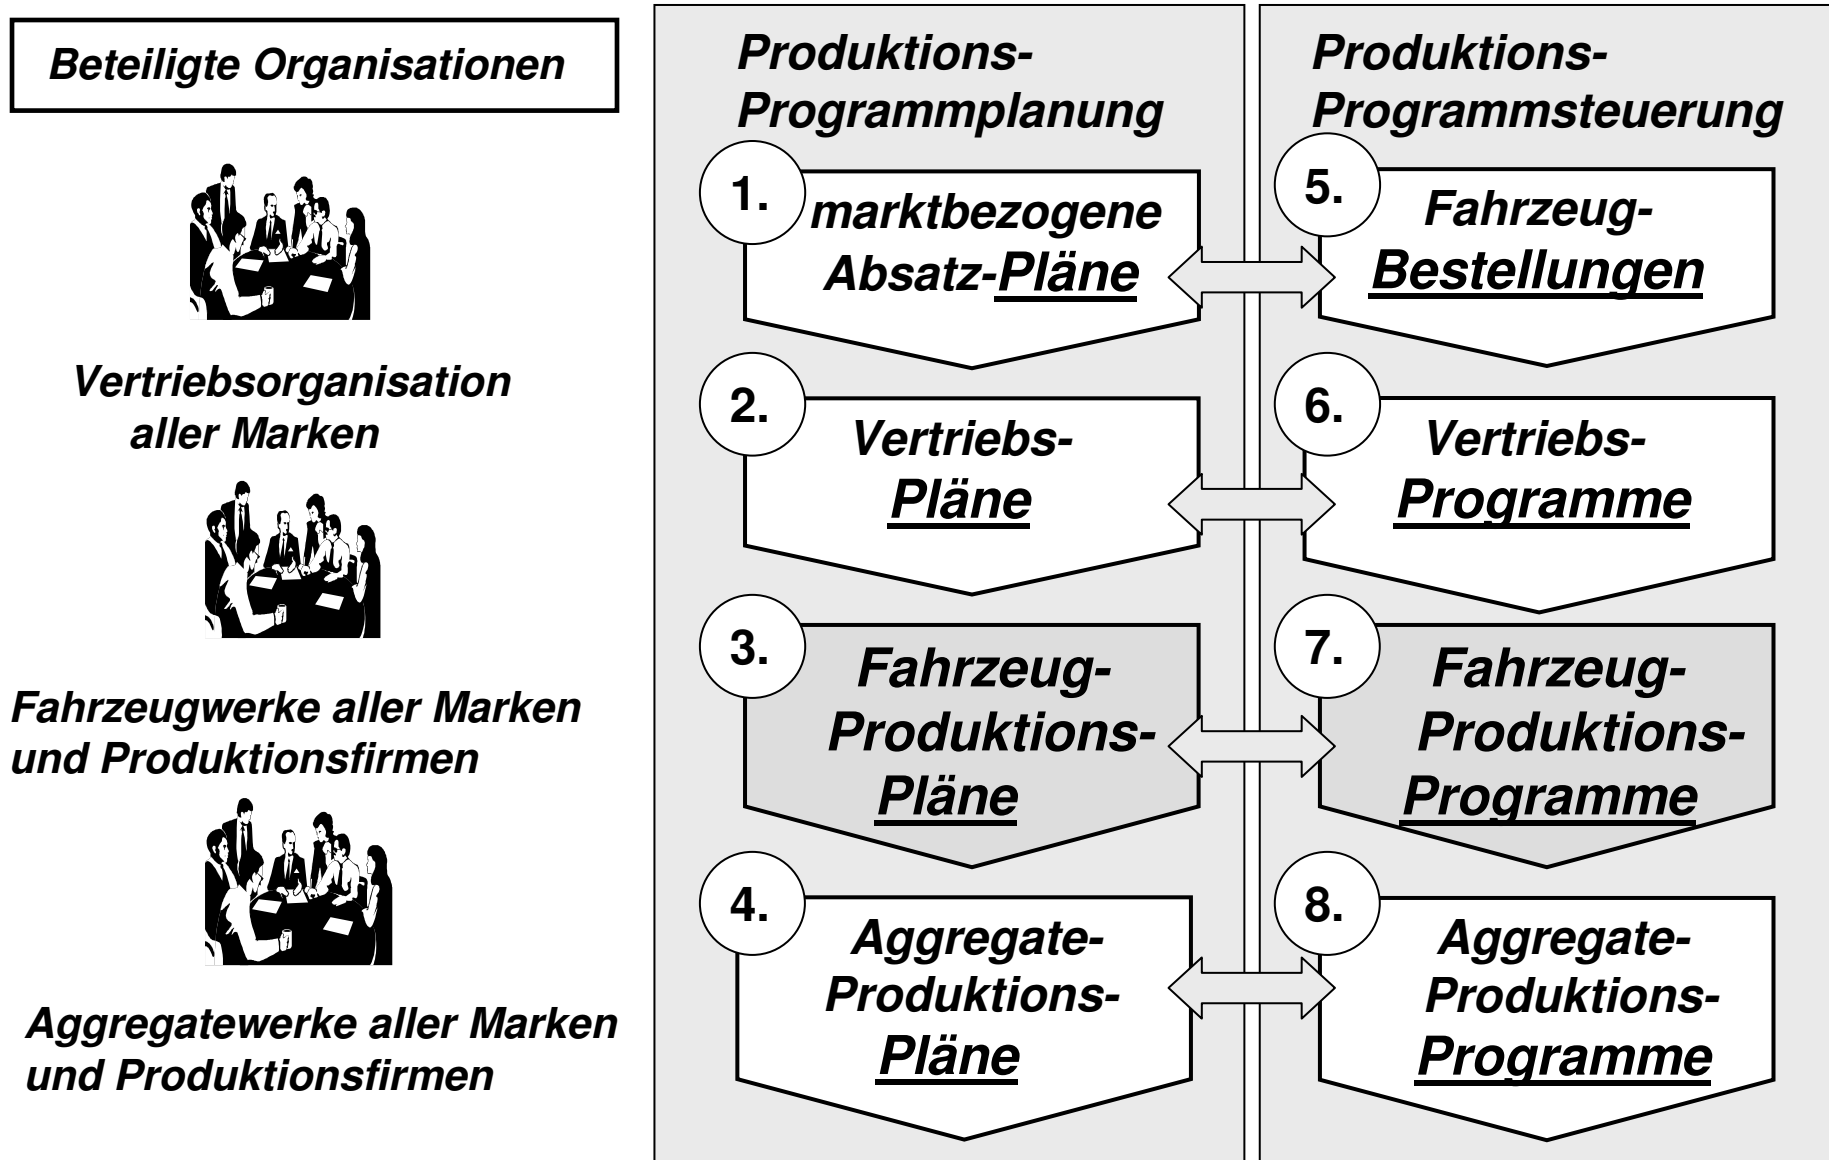 Beteiligte Organisationen
Vertriebsorganisation
aller Marken
Fahrzeugwerke aller Marken
und Produktionsfirmen
Aggregatewerke aller Marken
und Produktionsfirmen
Produktions-
Programmplanung
1.
marktbezogene
Absatz-Pläne
2.
Vertriebs-
Pläne
3.
Fahrzeug-
Produktions-
Pläne
4.
Aggregate-
Produktions-
Pläne
Produktions-
Programmsteuerung
5.
Fahrzeug-
Bestellungen
6.
Vertriebs-
Programme
7.
Fahrzeug-
Produktions-
Programme
8.
Aggregate-
Produktions-
Programme